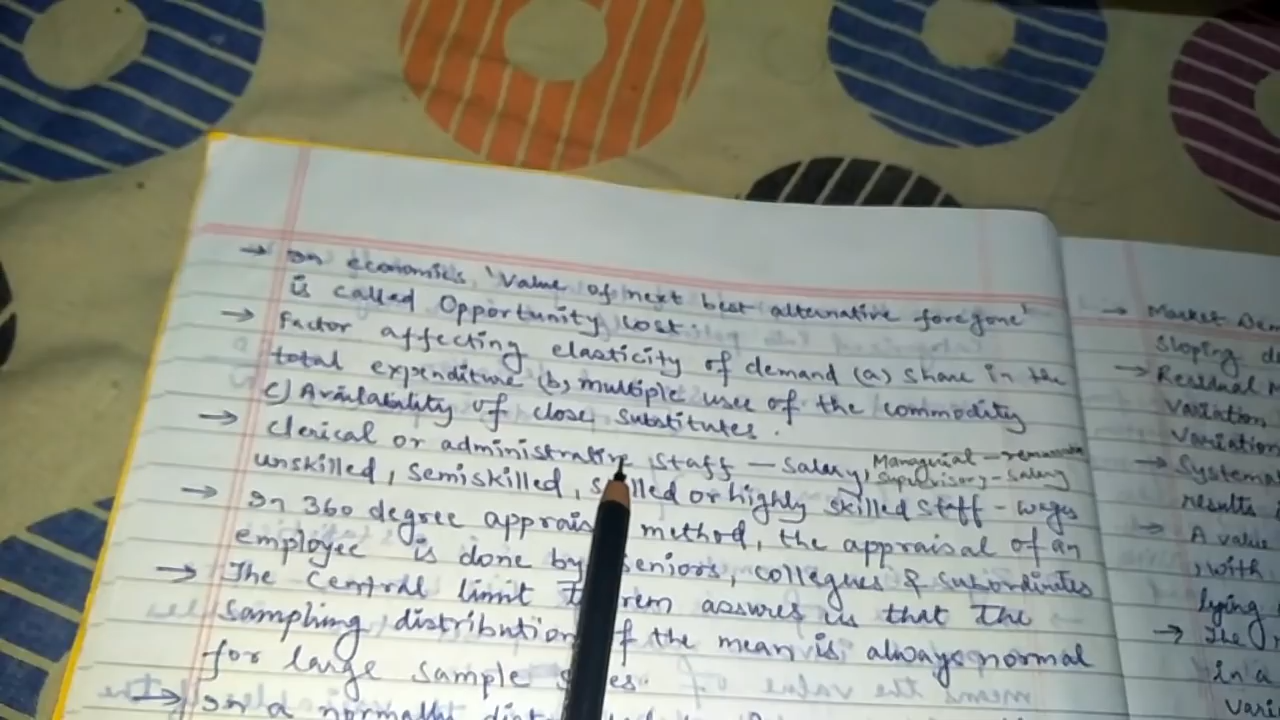 → In economics, 'Value of next best alternative foregone'
is called Opportunity cost.
→ Factor affecting elasticity of demand (a) Share in the
total expenditure (b) multiple uses of the commodity
c) Availability of close substitutes.
→ Clerical or administrative staff – Salary, Managerial – remun
Supervisory – Salary
unskilled, semiskilled, skilled or highly skilled staff – wages
→ In 360 degree appraisal method, the appraisal of an
employee is done by seniors, collegues & subordinates
→ The Central limit theorem assures us that The
Sampling distribution of the mean is always normal
for large sample sizes.
→ In a normally
→ Market Dem
Sloping
→ Residual
Variation
Variation
→ Systema
results
→ A value
, with
lying
→ The
in a
vari